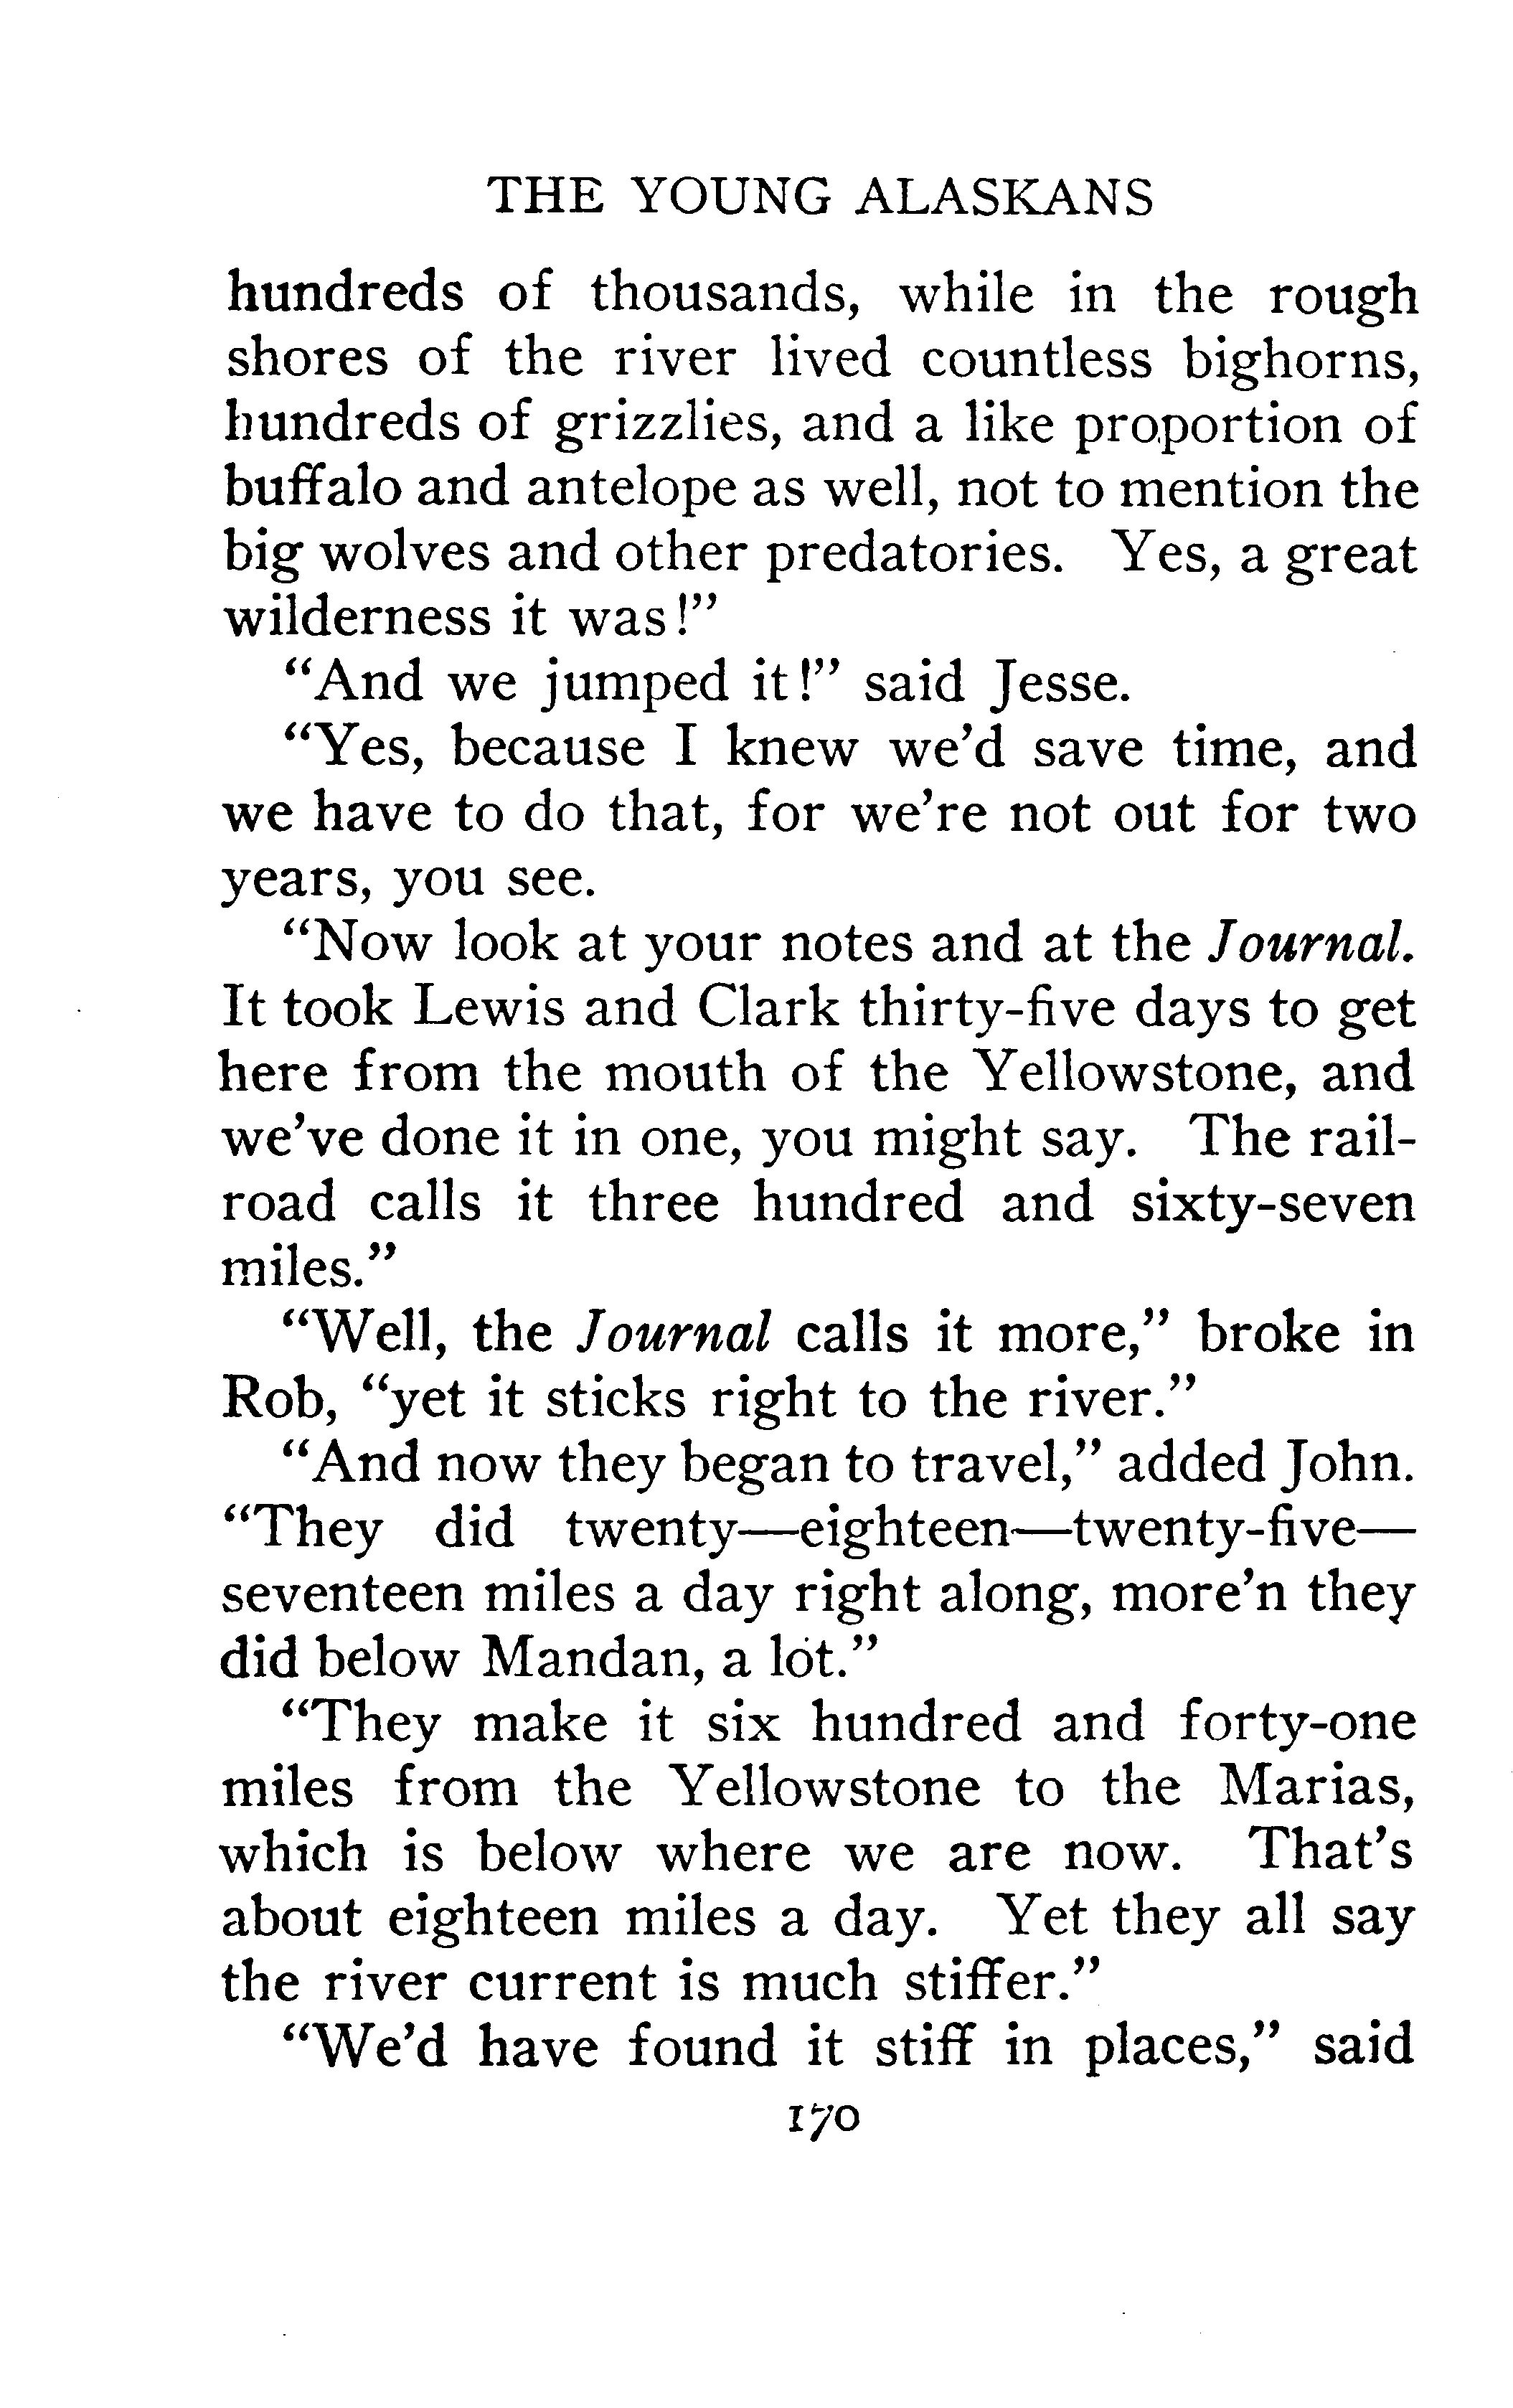 THE YOUNG ALASKANS
hundreds of thousands, while in the rough
shores of the river lived countless bighorns,
hundreds of grizzlies, and a like proportion of
buffalo and antelope as well, not to mention the
big wolves and other predatories. Yes, a great
wilderness it was!”
“And we jumped it!” said Jesse.
“Yes, because I knew we’d save time, and
we have to do that, for we’re not out for two
years, you see.
“Now look at your notes and at the Journal.
It took Lewis and Clark thirty-five days to get
here from the mouth of the Yellowstone, and
we’ve done it in one, you might say. The rail-
road calls it three hundred and sixty-seven
miles.”
“Well, the Journal calls it more,” broke in
Rob, “yet it sticks right to the river.”
“And now they began to travel,” added John.
“They did twenty—eighteen—twenty-five—
seventeen miles a day right along, more’n they
did below Mandan, a lot.”
“They make it six hundred and forty-one
miles from the Yellowstone to the Marias,
which is below where we are now. That’s
about eighteen miles a day. Yet they all say
the river current is much stiffer.”
“We’d have found it stiff in places,” said
170